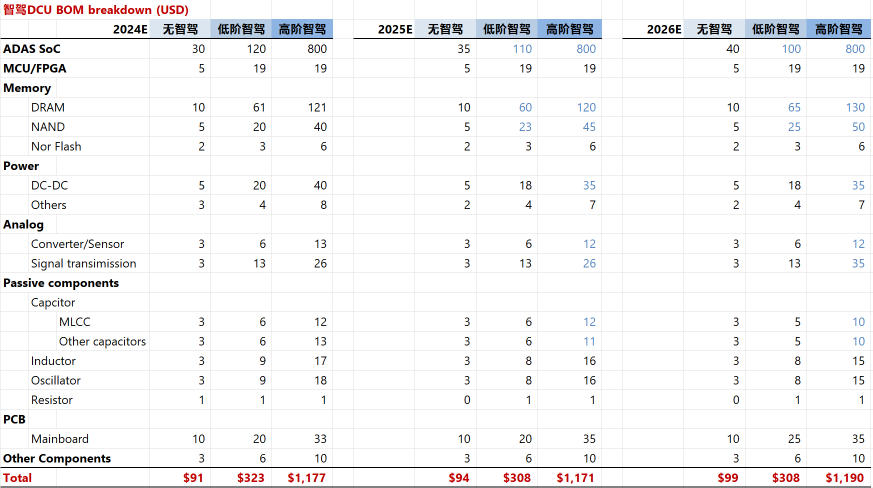 智驾DCU BOM breakdown (USD)
2024E 无智驾 低阶智驾 高阶智驾 2025E 无智驾 低阶智驾 高阶智驾 2026E 无智驾 低阶智驾 高阶智驾
ADAS SoC 30 120 800 35 110 800 40 100 800
MCU/FPGA 5 19 19 5 19 19 5 19 19
Memory
DRAM 10 61 121 10 60 120 10 65 130
NAND 5 20 40 5 23 45 5 25 50
Nor Flash 2 3 6 2 3 6 2 3 6
Power
DC-DC 5 20 40 5 18 35 5 18 35
Others 3 4 8 2 4 7 2 4 7
Analog
Converter/Sensor 3 6 13 3 6 12 3 6 12
Signal transimission 3 13 26 3 13 26 3 13 35
Passive components
Capcitor
MLCC 3 6 12 3 6 12 3 5 10
Other capacitors 3 6 13 3 6 11 3 5 10
Inductor 3 9 17 3 8 16 3 8 15
Oscillator 3 9 18 3 8 16 3 8 15
Resistor 1 1 1 0 1 1 0 1 1
PCB
Mainboard 10 20 33 10 20 35 10 25 35
Other Components 3 6 10 3 6 10 3 6 10
Total $91 $323 $1,177 $94 $308 $1,171 $99 $308 $1,190